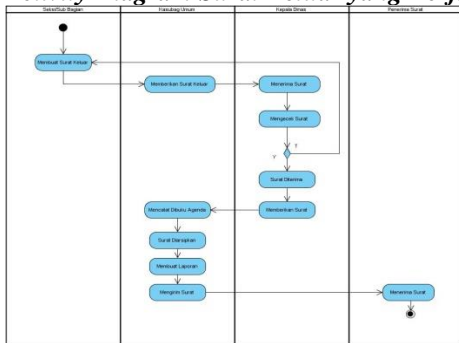 Seksi/Sub Bagian
Kasubag Umum
Kepala Dinas
Penerima Surat
Membuat Surat Keluar
Memberikan Surat Keluar
Menerima Surat
Mengecek Surat
T
Y
Surat Diterima
Memberikan Surat
Mencatat Dibuku Agenda
Surat Diarsipkan
Membuat Laporan
Mengirim Surat
Menerima Surat